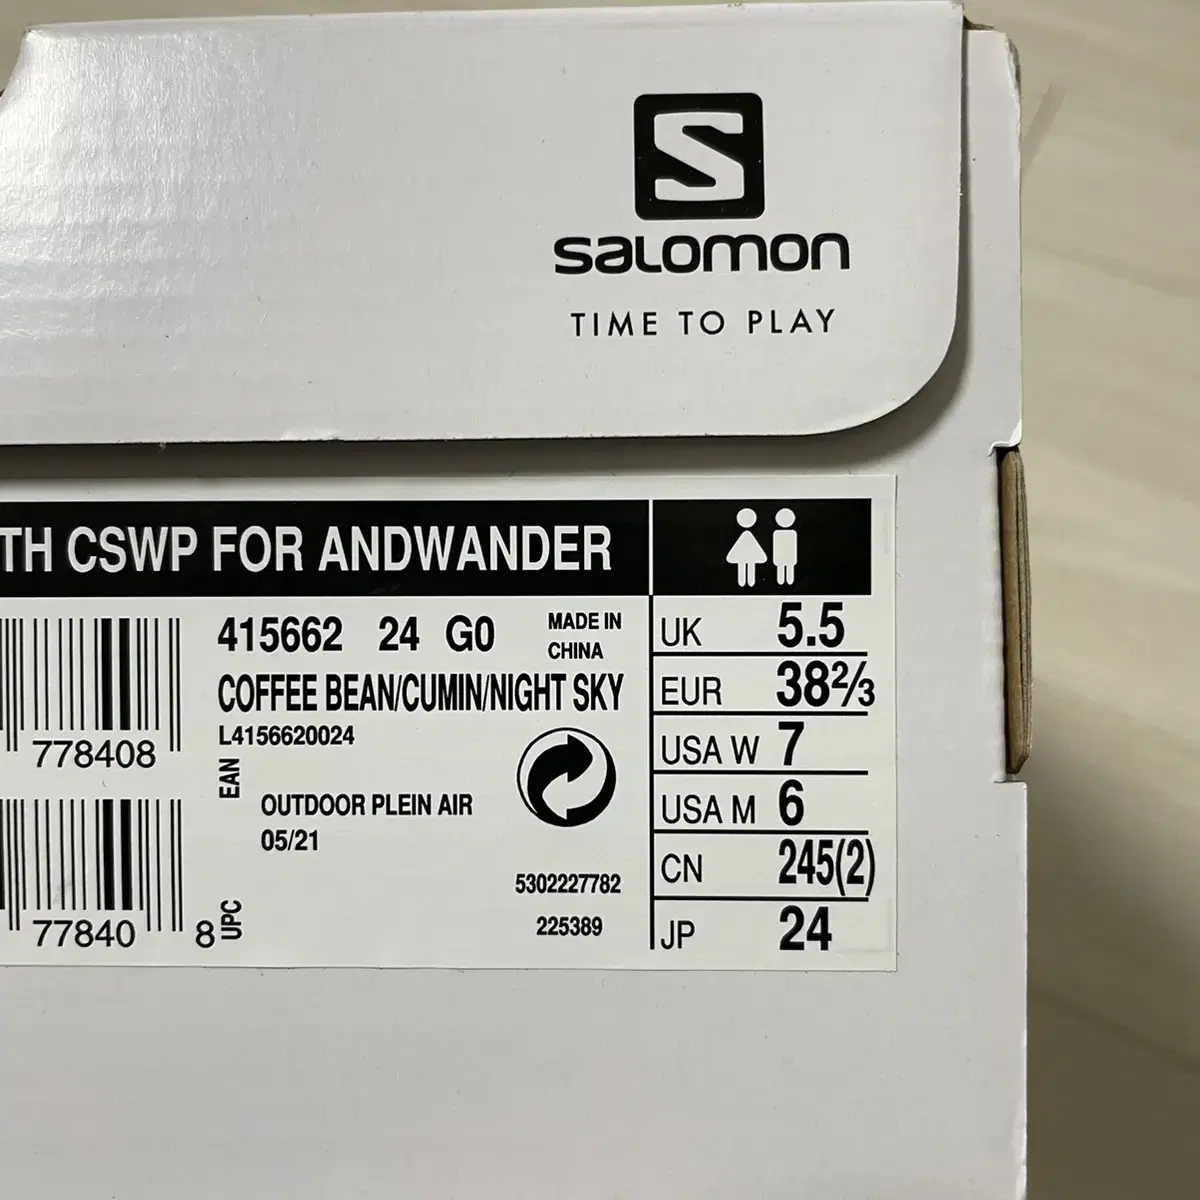 S
SALOMON
TIME TO PLAY
TH CSWP FOR ANDWANDER
415662 24 G0
MADE IN
CHINA
COFFEE BEAN/CUMIN/NIGHT SKY
L4156620024
778408
EAN
OUTDOOR PLEIN AIR
05/21
5302227782
225389
77840 8
UPC
UK 5.5
EUR 38⅔
USA W 7
USA M 6
CN 245(2)
JP 24